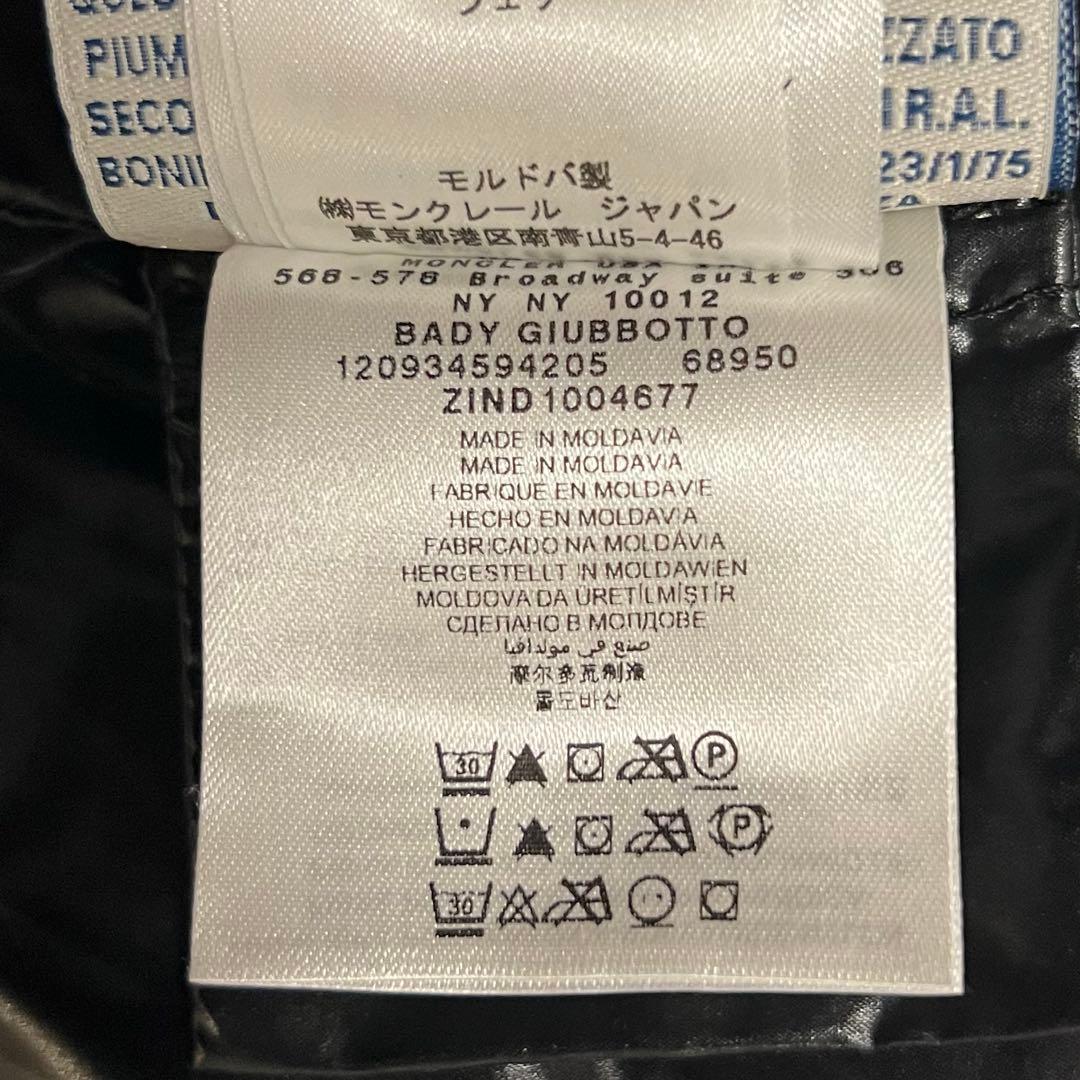 PIUM
ZZATO
SECO
I R.A.L.
BONI
23/1/75
モルドバ製
㈱モンクレール ジャパン
東京都港区南青山5-4-46
568-578 Broadway suite 306
NY NY 10012
BADY GIUBBOTTO
120934594205 68950
ZIND1004677
MADE IN MOLDAVIA
MADE IN MOLDAVIA
FABRIQUE EN MOLDAVIE
HECHO EN MOLDAVIA
FABRICADO NA MOLDÁVIA
HERGESTELLT IN MOLDAWIEN
MOLDOVA DA ÜRETİLMİŞTİR
СДЕЛАНО В МОЛДОВЕ
صنع في مولدافيا
摩尔多瓦制造
몰도바산
30 P
P
30